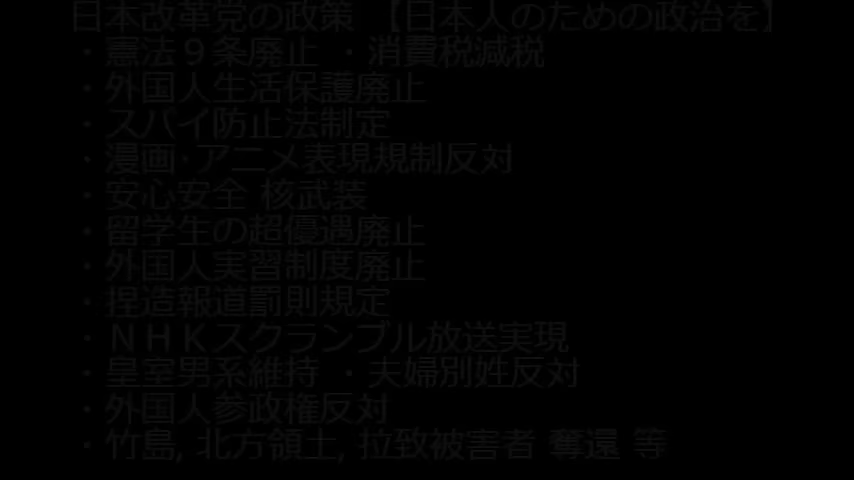 日本改革党の政策 【日本人のための政治を】
・憲法９条廃止 ・消費税減税
・外国人生活保護廃止
・スパイ防止法制定
・漫画･アニメ表現規制反対
・安心安全 核武装
・留学生の超優遇廃止
・外国人実習制度廃止
・捏造報道罰則規定
・ＮＨＫスクランブル放送実現
・皇室男系維持 ・夫婦別姓反対
・外国人参政権反対
・竹島, 北方領土, 拉致被害者 奪還 等